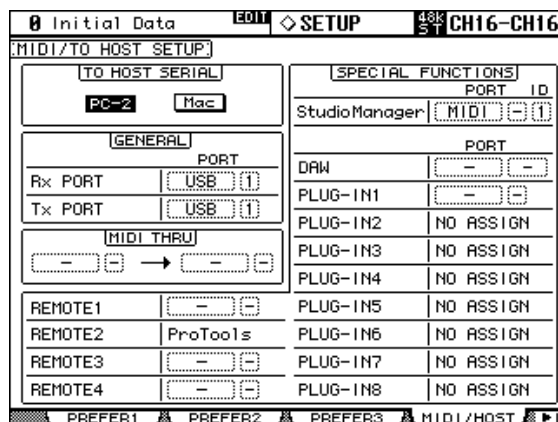 0 Initial Data EDIT ◇SETUP 48k ST CH16-CH16
MIDI/TO HOST SETUP
TO HOST SERIAL
PC-2 Mac
GENERAL
PORT
Rx PORT USB 1
Tx PORT USB 1
MIDI THRU
- - → - -
REMOTE1 - -
REMOTE2 ProTools
REMOTE3 - -
REMOTE4 - -
SPECIAL FUNCTIONS
PORT ID
StudioManager MIDI - 1
PORT
DAW - -
PLUG-IN1 - -
PLUG-IN2 NO ASSIGN
PLUG-IN3 NO ASSIGN
PLUG-IN4 NO ASSIGN
PLUG-IN5 NO ASSIGN
PLUG-IN6 NO ASSIGN
PLUG-IN7 NO ASSIGN
PLUG-IN8 NO ASSIGN
PREFER1 PREFER2 PREFER3 MIDI/HOST